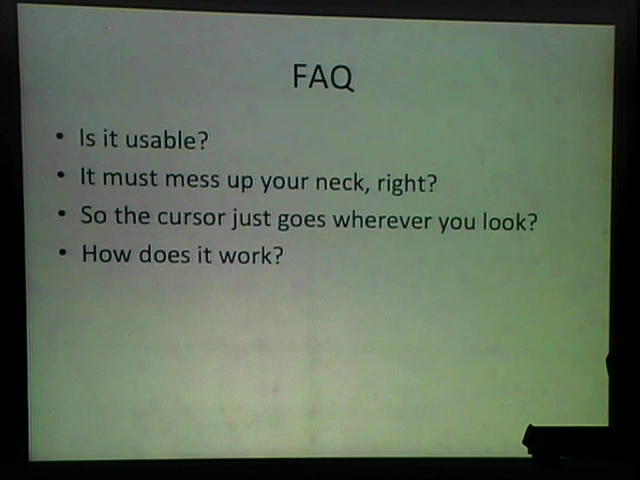 FAQ
• Is it usable?
• It must mess up your neck, right?
• So the cursor just goes wherever you look?
• How does it work?